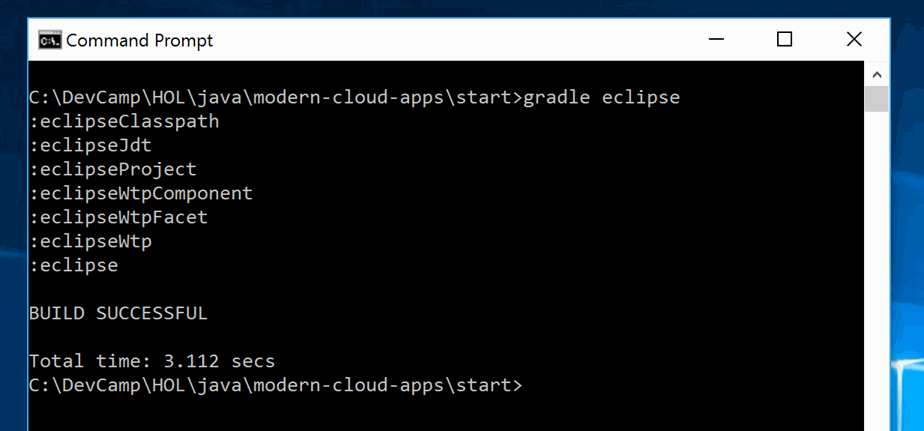 Command Prompt
C:\DevCamp\HOL\java\modern-cloud-apps\start>gradle eclipse
:eclipseClasspath
:eclipseJdt
:eclipseProject
:eclipseWtpComponent
:eclipseWtpFacet
:eclipseWtp
:eclipse
BUILD SUCCESSFUL
Total time: 3.112 secs
C:\DevCamp\HOL\java\modern-cloud-apps\start>